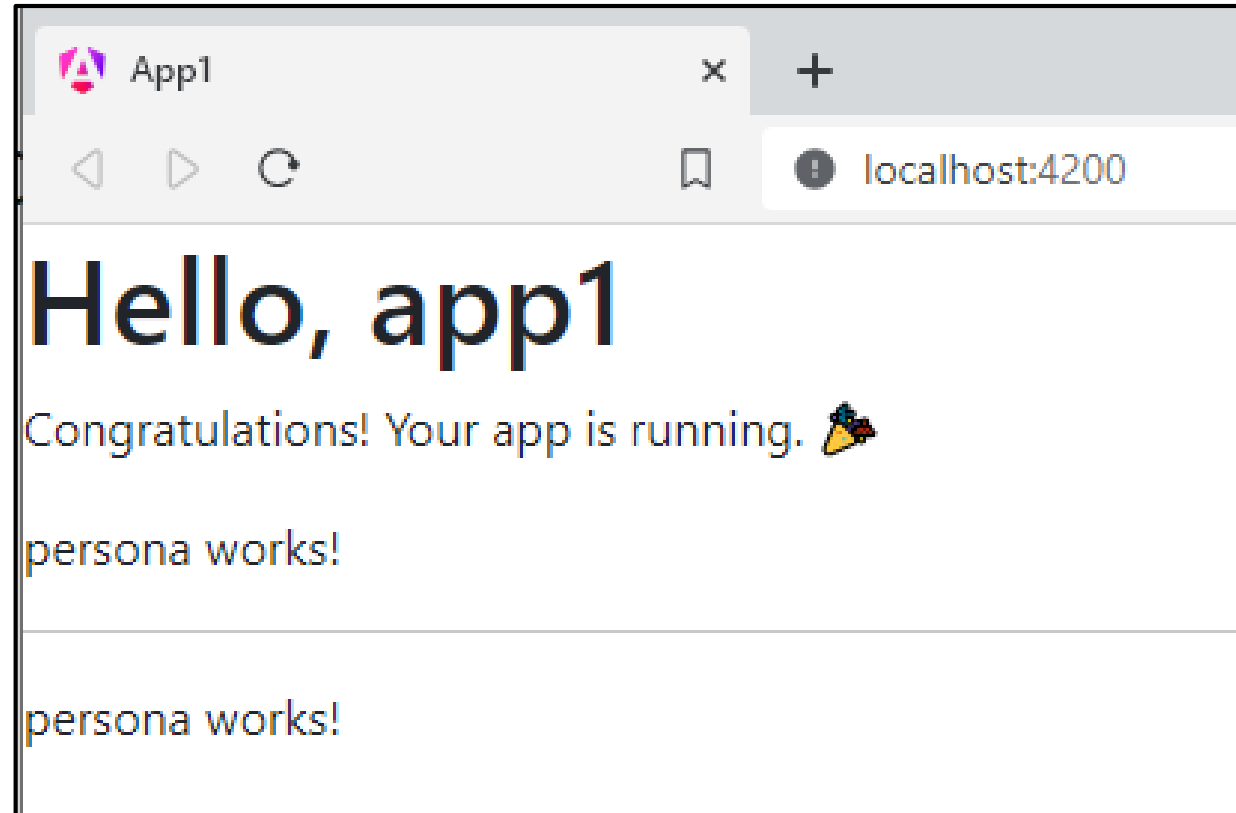 App1
localhost:4200
Hello, app1
Congratulations! Your app is running. 🎉
persona works!
persona works!